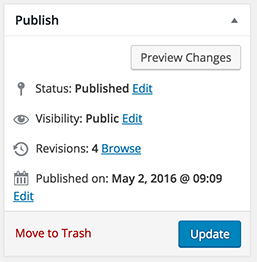 Publish
Preview Changes
Status: Published Edit
Visibility: Public Edit
Revisions: 4 Browse
Published on: May 2, 2016 @ 09:09
Edit
Move to Trash
Update